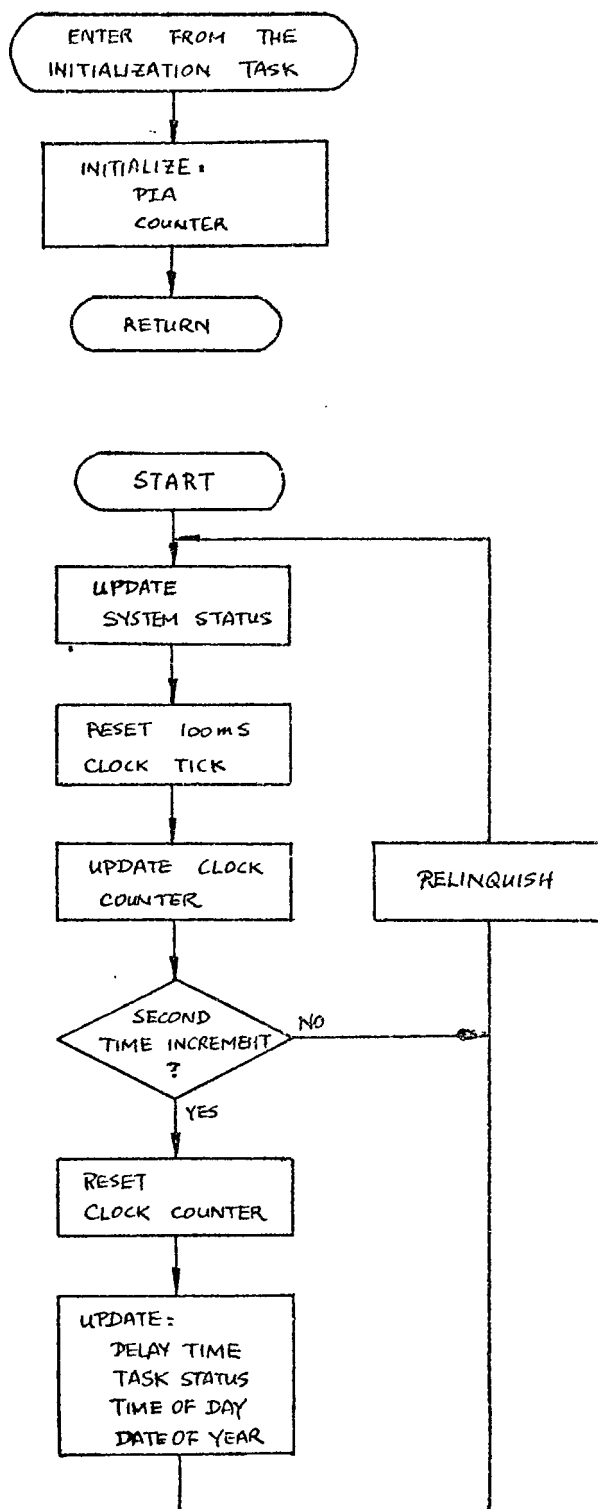 ENTER FROM THE
INITIALIZATION TASK
INITIALIZE:
PIA
COUNTER
RETURN
START
UPDATE
SYSTEM STATUS
RESET 100mS
CLOCK TICK
UPDATE CLOCK
COUNTER
RELINQUISH
SECOND
TIME INCREMENT
?
NO
YES
RESET
CLOCK COUNTER
UPDATE:
DELAY TIME
TASK STATUS
TIME OF DAY
DATE OF YEAR